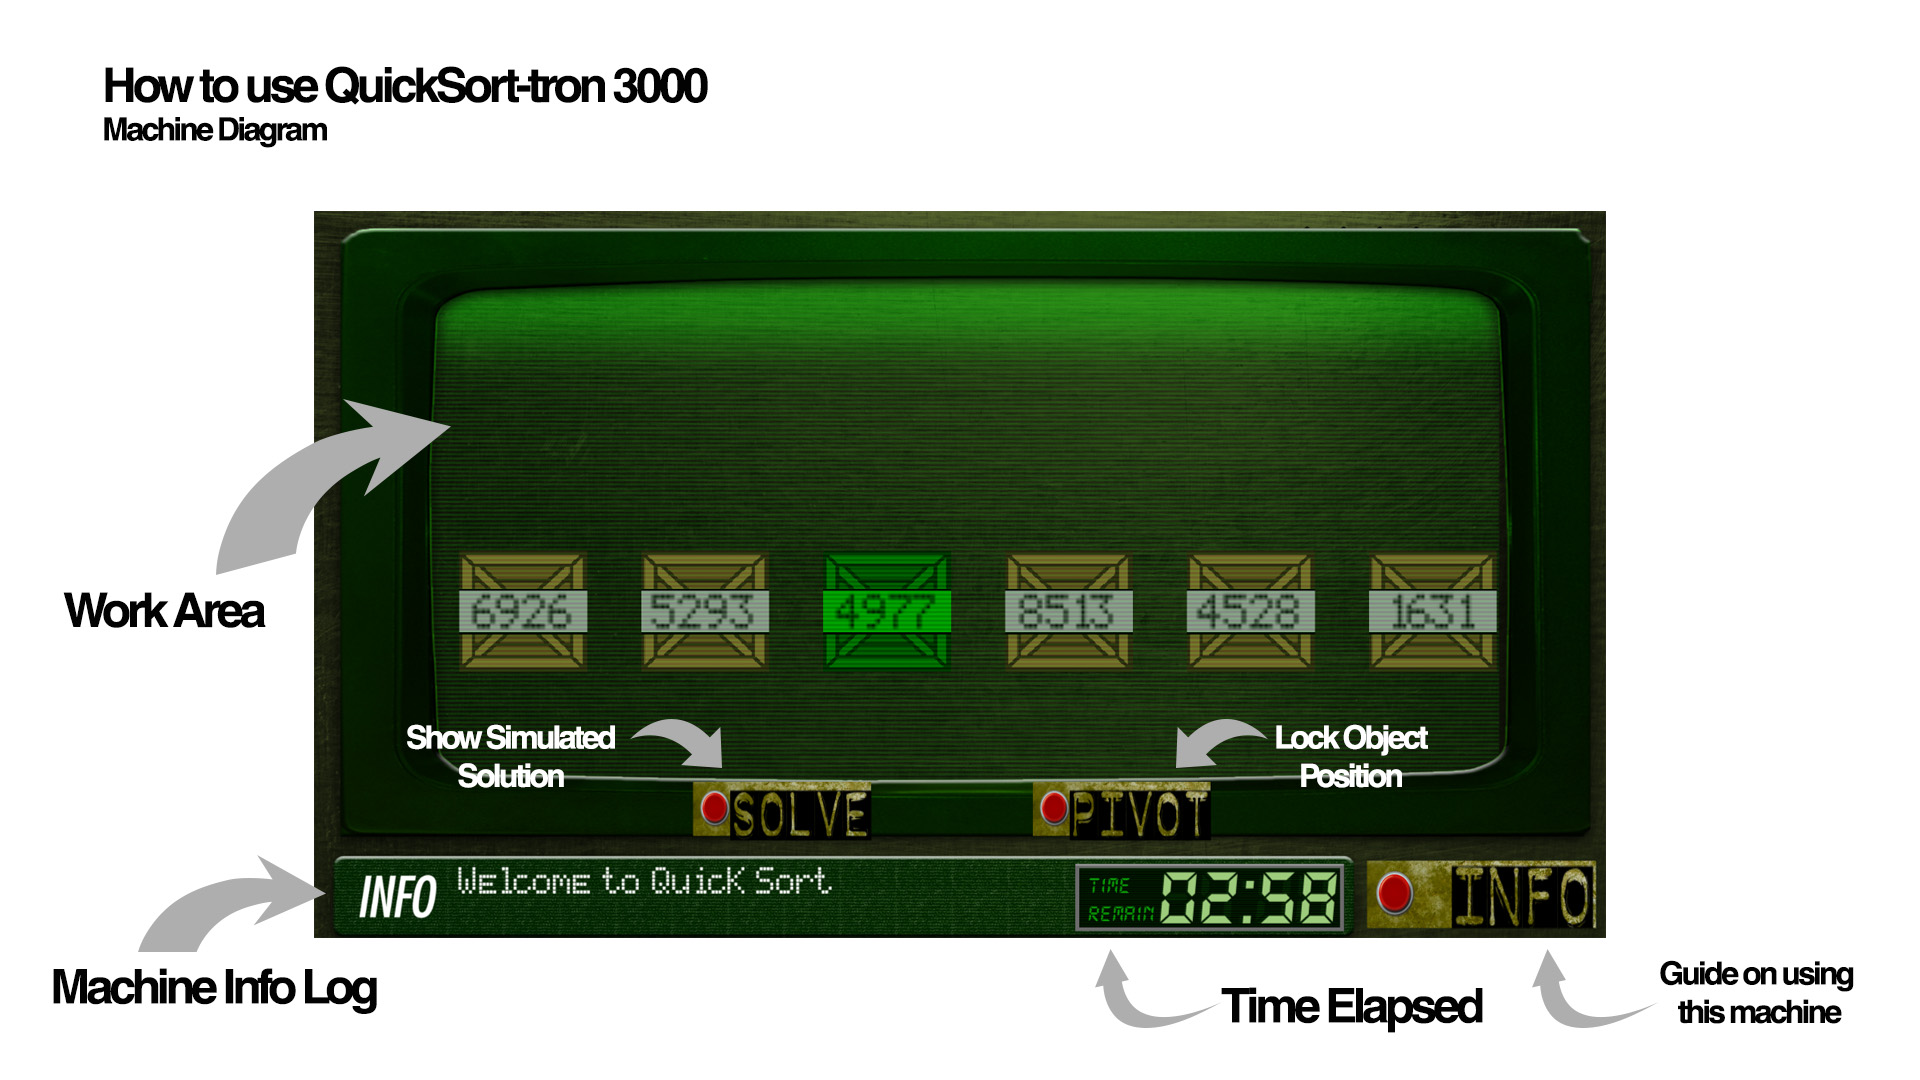 How to use QuickSort-tron 3000
Machine Diagram
Work Area
6926 5293 4977 8513 4528 1631
Show Simulated
Solution
Lock Object
Position
SOLVE
PIVOT
INFO
Welcome to Quick Sort
TIME
REMAIN
02:58
INFO
Machine Info Log
Time Elapsed
Guide on using
this machine